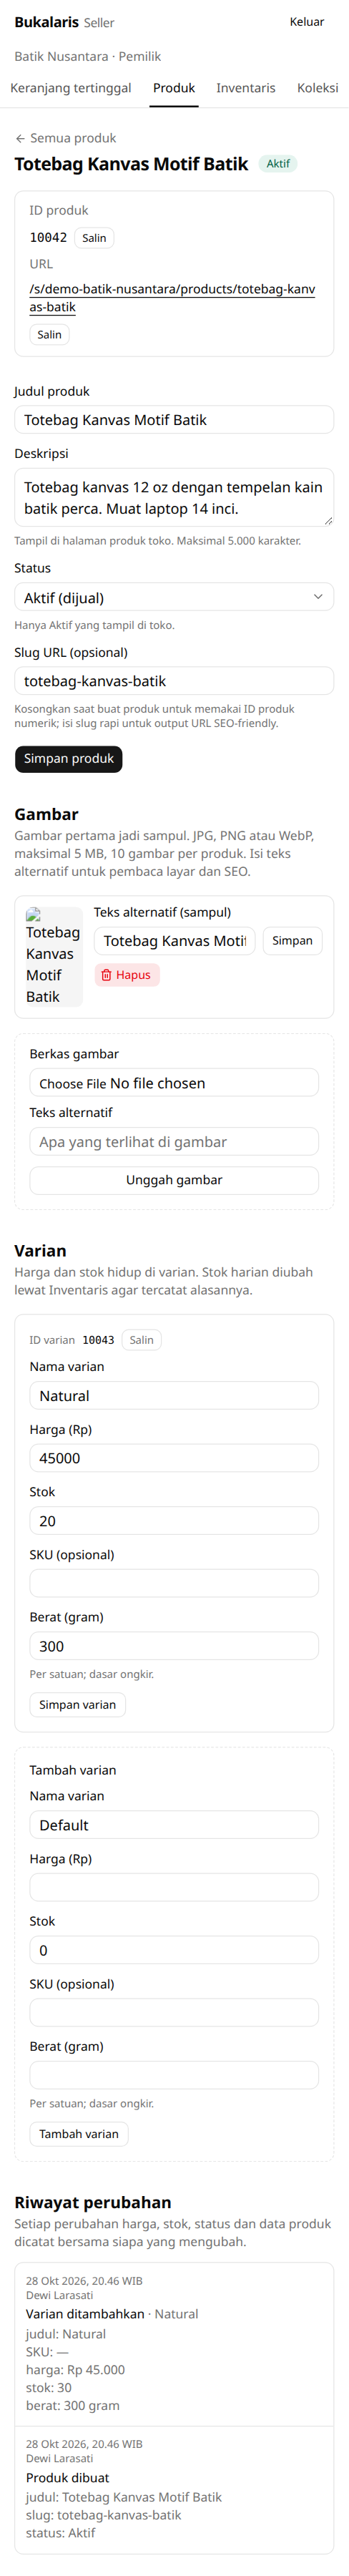 Bukalaris Seller
Keluar
Batik Nusantara · Pemilik
Keranjang tertinggal
Produk
Inventaris
Koleksi
← Semua produk
Totebag Kanvas Motif Batik
Aktif
ID produk
10042
Salin
URL
/s/demo-batik-nusantara/products/totebag-kanv
as-batik
Salin
Judul produk
Totebag Kanvas Motif Batik
Deskripsi
Totebag kanvas 12 oz dengan tempelan kain
batik perca. Muat laptop 14 inci.
Tampil di halaman produk toko. Maksimal 5.000 karakter.
Status
Aktif (dijual)
Hanya Aktif yang tampil di toko.
Slug URL (opsional)
totebag-kanvas-batik
Kosongkan saat buat produk untuk memakai ID produk
numerik; isi slug rapi untuk output URL SEO-friendly.
Simpan produk
Gambar
Gambar pertama jadi sampul. JPG, PNG atau WebP,
maksimal 5 MB, 10 gambar per produk. Isi teks
alternatif untuk pembaca layar dan SEO.
Totebag
Kanvas
Motif
Batik
Teks alternatif (sampul)
Totebag Kanvas Motif
Simpan
Hapus
Berkas gambar
Choose File No file chosen
Teks alternatif
Apa yang terlihat di gambar
Unggah gambar
Varian
Harga dan stok hidup di varian. Stok harian diubah
lewat Inventaris agar tercatat alasannya.
ID varian 10043 Salin
Nama varian
Natural
Harga (Rp)
45000
Stok
20
SKU (opsional)
Berat (gram)
300
Per satuan; dasar ongkir.
Simpan varian
Tambah varian
Nama varian
Default
Harga (Rp)
Stok
0
SKU (opsional)
Berat (gram)
Per satuan; dasar ongkir.
Tambah varian
Riwayat perubahan
Setiap perubahan harga, stok, status dan data produk
dicatat bersama siapa yang mengubah.
28 Okt 2026, 20.46 WIB
Dewi Larasati
Varian ditambahkan · Natural
judul: Natural
SKU: —
harga: Rp 45.000
stok: 30
berat: 300 gram
28 Okt 2026, 20.46 WIB
Dewi Larasati
Produk dibuat
judul: Totebag Kanvas Motif Batik
slug: totebag-kanvas-batik
status: Aktif